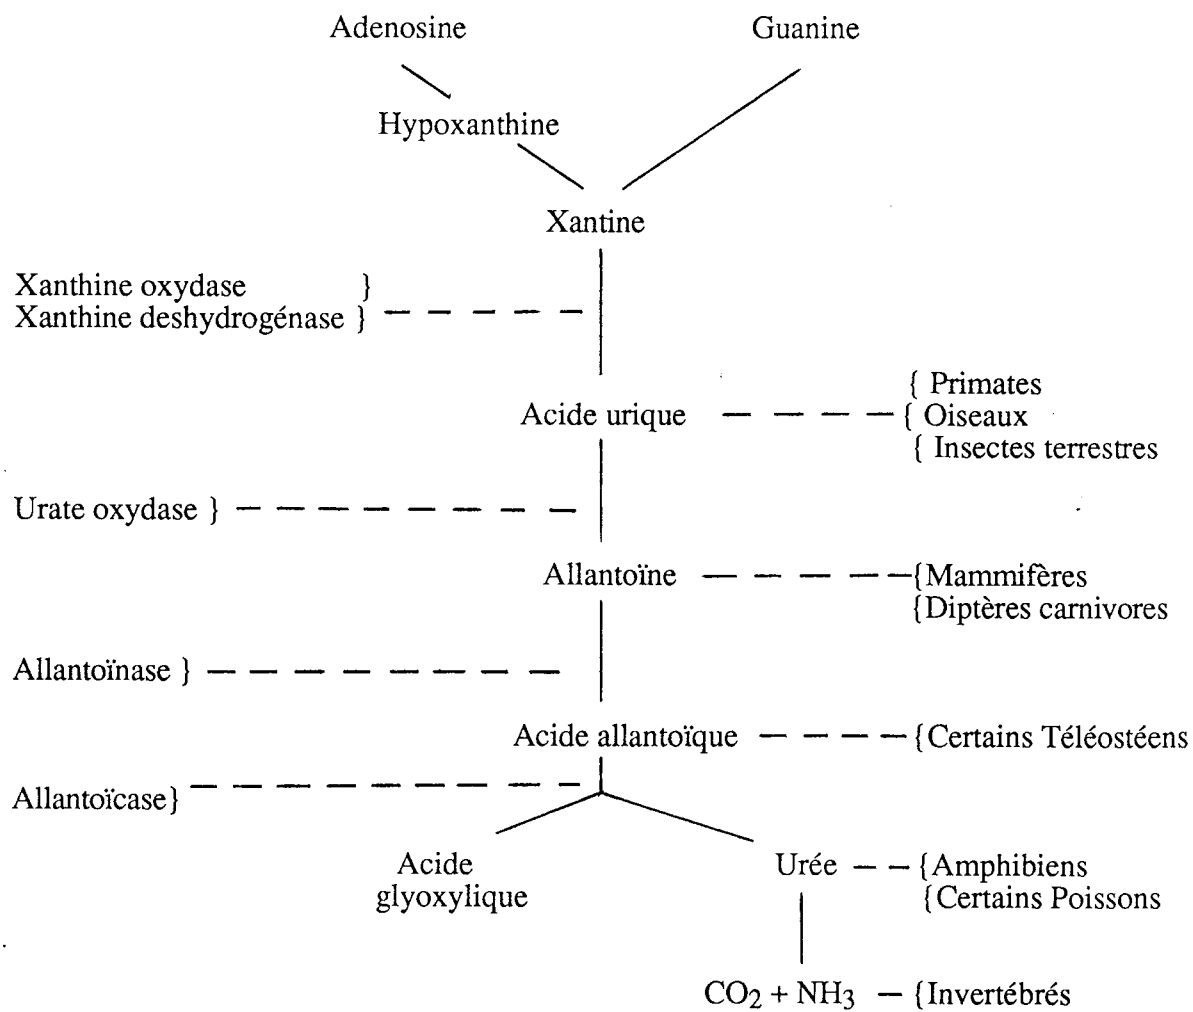 Adenosine
Guanine
Hypoxanthine
Xantine
Xanthine oxydase }
Xanthine deshydrogénase }
Acide urique
{ Primates
{ Oiseaux
{ Insectes terrestres
Urate oxydase }
Allantoïne
{Mammifères
{Diptères carnivores
Allantoïnase }
Acide allantoïque
{Certains Téléostéens
Allantoïcase}
Acide
glyoxylique
Urée
{Amphibiens
{Certains Poissons
CO2 + NH3
{Invertébrés